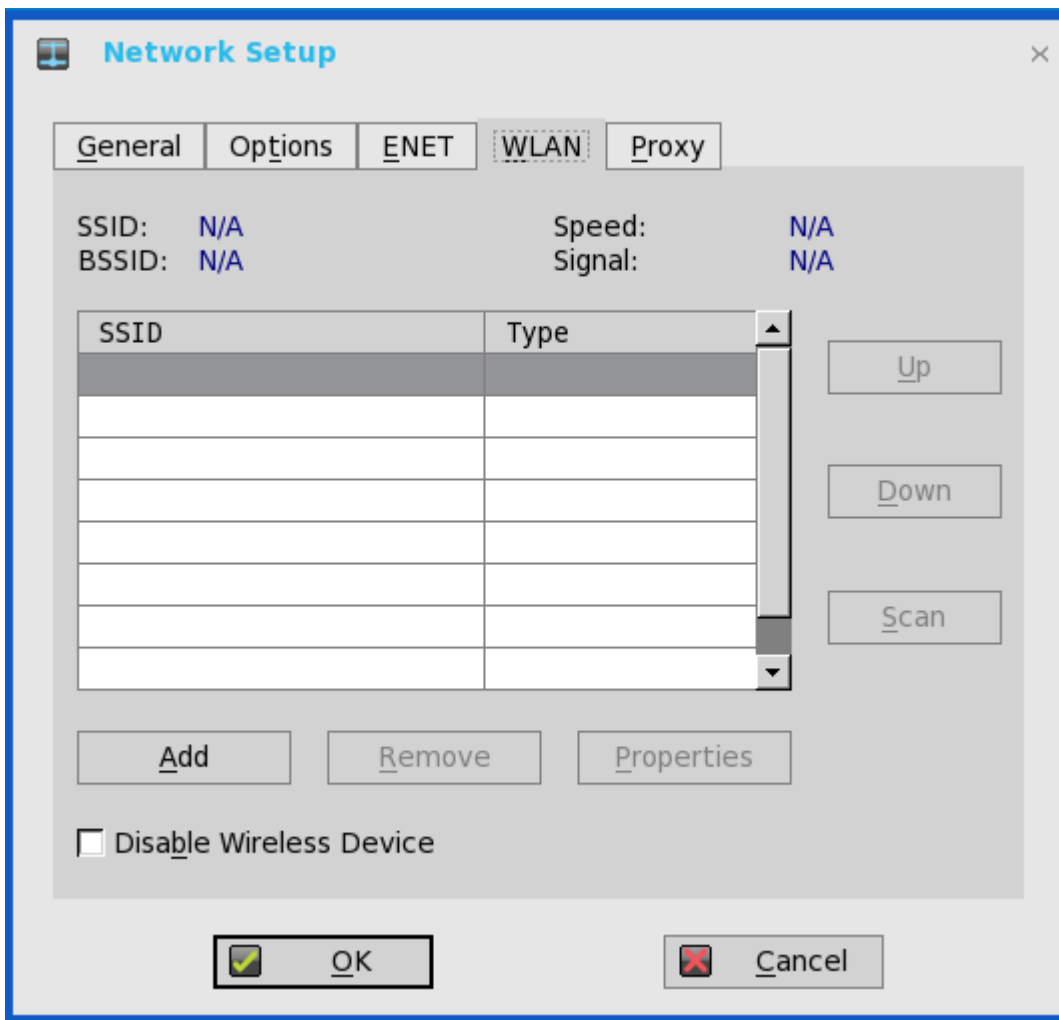 Network Setup
General Options ENET WLAN Proxy
SSID: N/A Speed: N/A
BSSID: N/A Signal: N/A
SSID Type
Up
Down
Scan
Add Remove Properties
Disable Wireless Device
OK Cancel